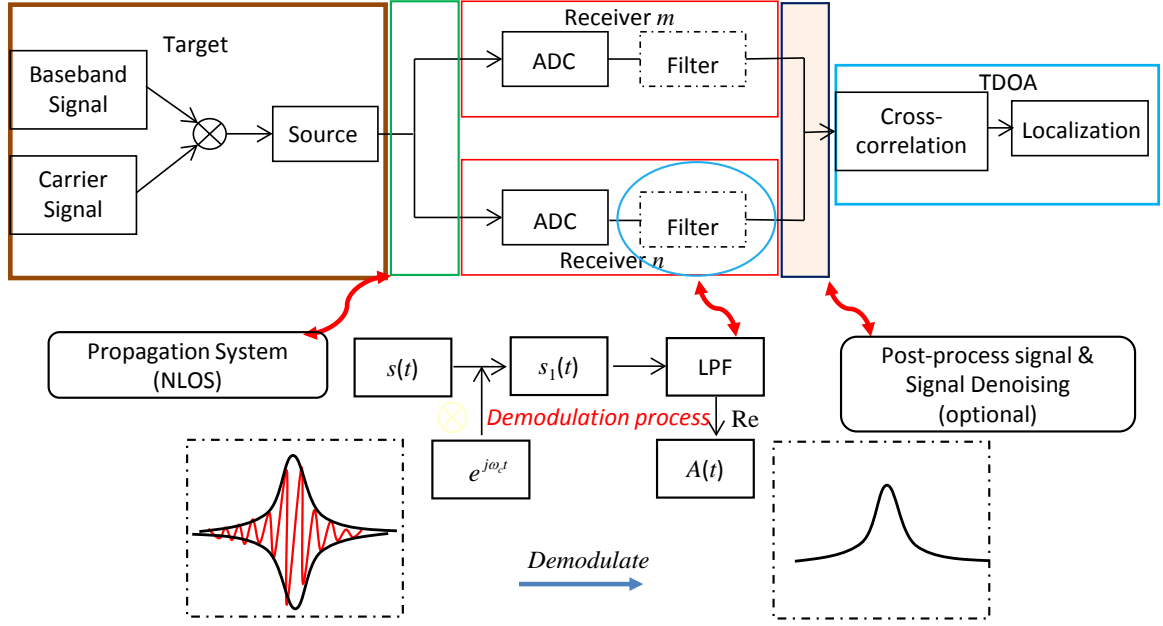 Target
Baseband
Signal
Carrier
Signal
Source
Receiver m
ADC
Filter
ADC
Filter
Receiver n
TDOA
Cross-
correlation
Localization
Propagation System
(NLOS)
s(t)
s₁(t)
LPF
Demodulation process
Re
e^{jω_c t}
A(t)
Post-process signal &
Signal Denoising
(optional)
Demodulate